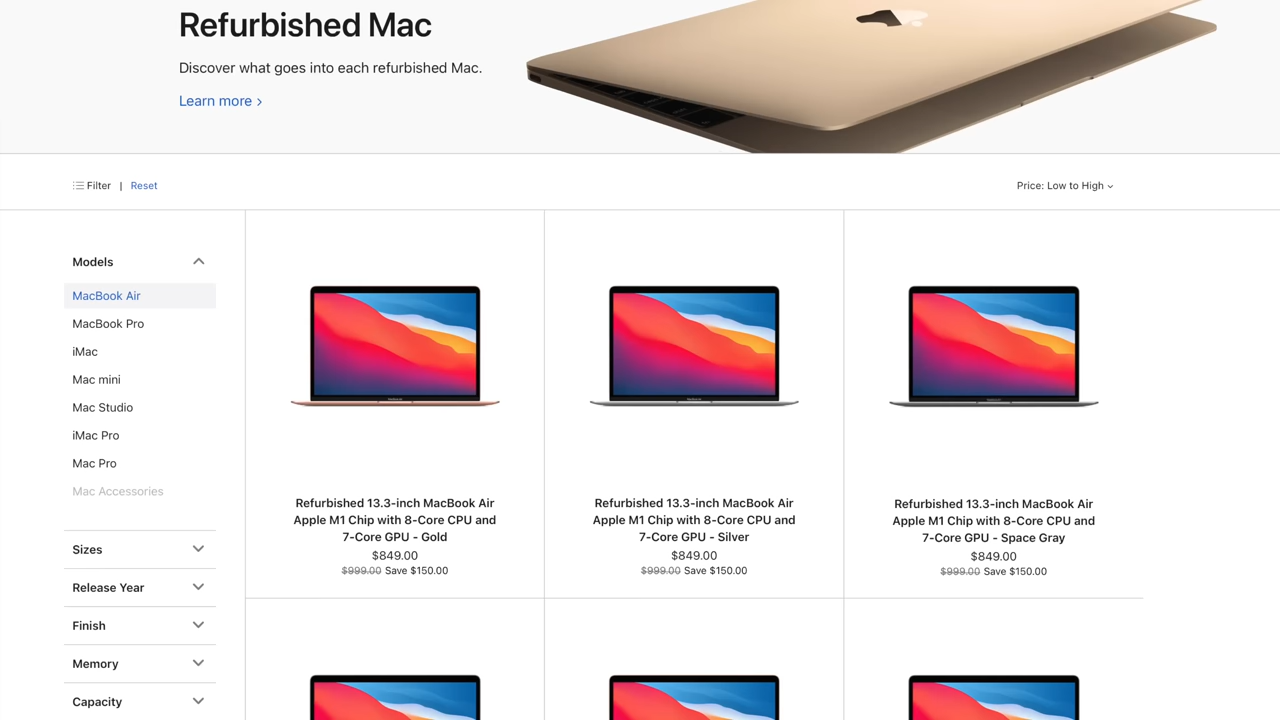 Refurbished Mac
Discover what goes into each refurbished Mac.
Learn more >
Filter | Reset
Price: Low to High
Models
MacBook Air
MacBook Pro
iMac
Mac mini
Mac Studio
iMac Pro
Mac Pro
Mac Accessories
Sizes
Release Year
Finish
Memory
Capacity
Refurbished 13.3-inch MacBook Air
Apple M1 Chip with 8-Core CPU and
7-Core GPU - Gold
$849.00
$999.00 Save $150.00
Refurbished 13.3-inch MacBook Air
Apple M1 Chip with 8-Core CPU and
7-Core GPU - Silver
$849.00
$999.00 Save $150.00
Refurbished 13.3-inch MacBook Air
Apple M1 Chip with 8-Core CPU and
7-Core GPU - Space Gray
$849.00
$999.00 Save $150.00